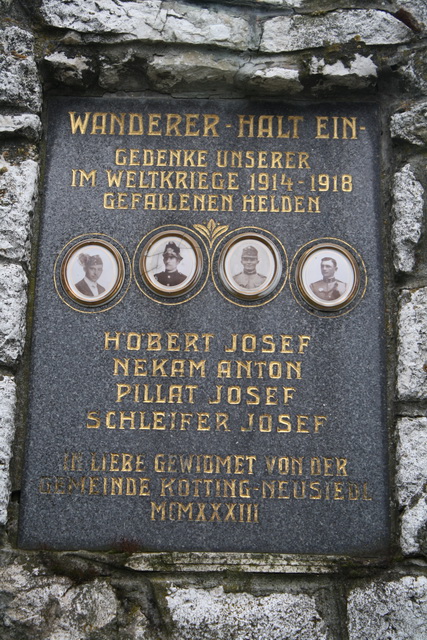 WANDERER - HALT EIN -
GEDENKE UNSERER
IM WELTKRIEGE 1914 - 1918
GEFALLENEN HELDEN
HOBERT JOSEF
NEKAM ANTON
PILLAT JOSEF
SCHLEIFER JOSEF
IN LIEBE GEWIDMET VON DER
GEMEINDE KOTTING-NEUSIEDL
MCMXXXIII